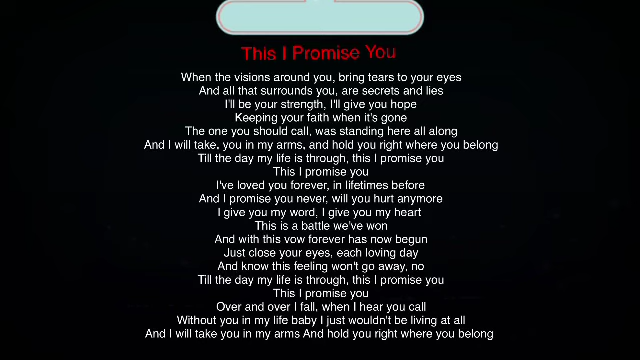 This I Promise You
When the visions around you, bring tears to your eyes
And all that surrounds you, are secrets and lies
I'll be your strength, I'll give you hope
Keeping your faith when it's gone
The one you should call, was standing here all along
And I will take, you in my arms, and hold you right where you belong
Till the day my life is through, this I promise you
This I promise you
I've loved you forever, in lifetimes before
And I promise you never, will you hurt anymore
I give you my word, I give you my heart
This is a battle we've won
And with this vow forever has now begun
Just close your eyes, each loving day
And know this feeling won't go away, no
Till the day my life is through, this I promise you
This I promise you
Over and over I fall, when I hear you call
Without you in my life baby I just wouldn't be living at all
And I will take you in my arms And hold you right where you belong